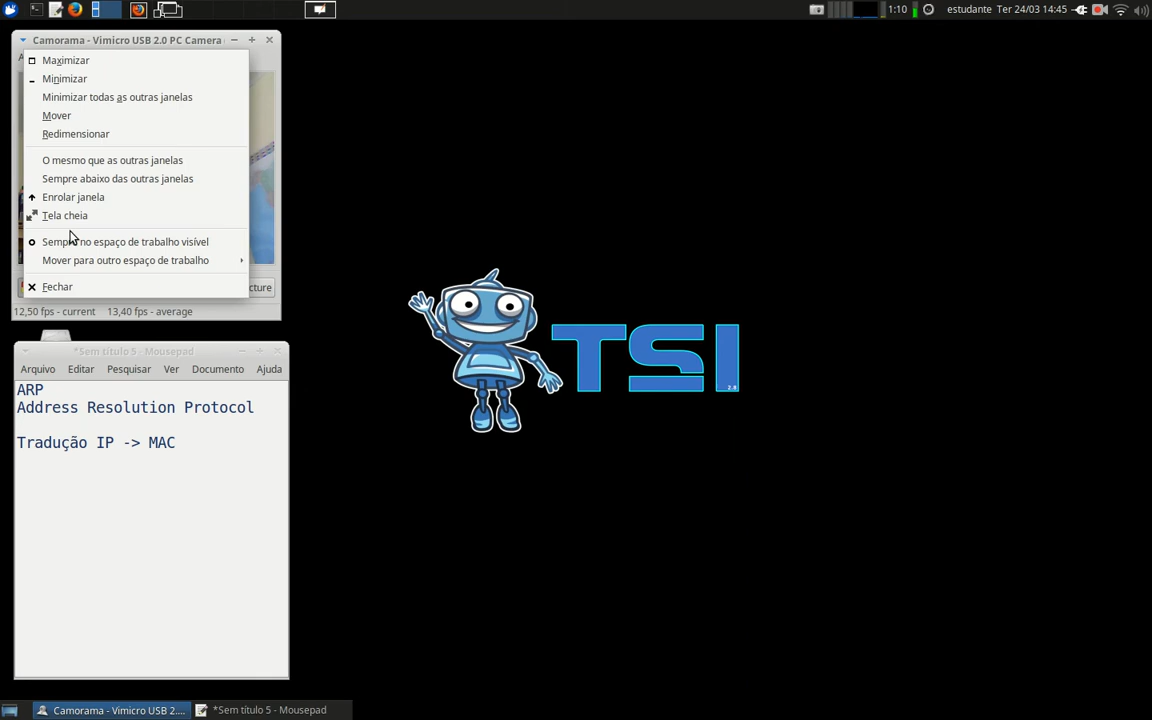 1:10 estudante Ter 24/03 14:45
Camorama - Vimicro USB 2.0 PC Camera
Maximizar
Minimizar
Minimizar todas as outras janelas
Mover
Redimensionar
O mesmo que as outras janelas
Sempre abaixo das outras janelas
Enrolar janela
Tela cheia
Sempre no espaço de trabalho visível
Mover para outro espaço de trabalho
Fechar
cture
12,50 fps - current 13,40 fps - average
*Sem título 5 - Mousepad
Arquivo Editar Pesquisar Ver Documento Ajuda
ARP
Address Resolution Protocol
Tradução IP -> MAC
TSI
2.0
Camorama - Vimicro USB 2.... *Sem título 5 - Mousepad